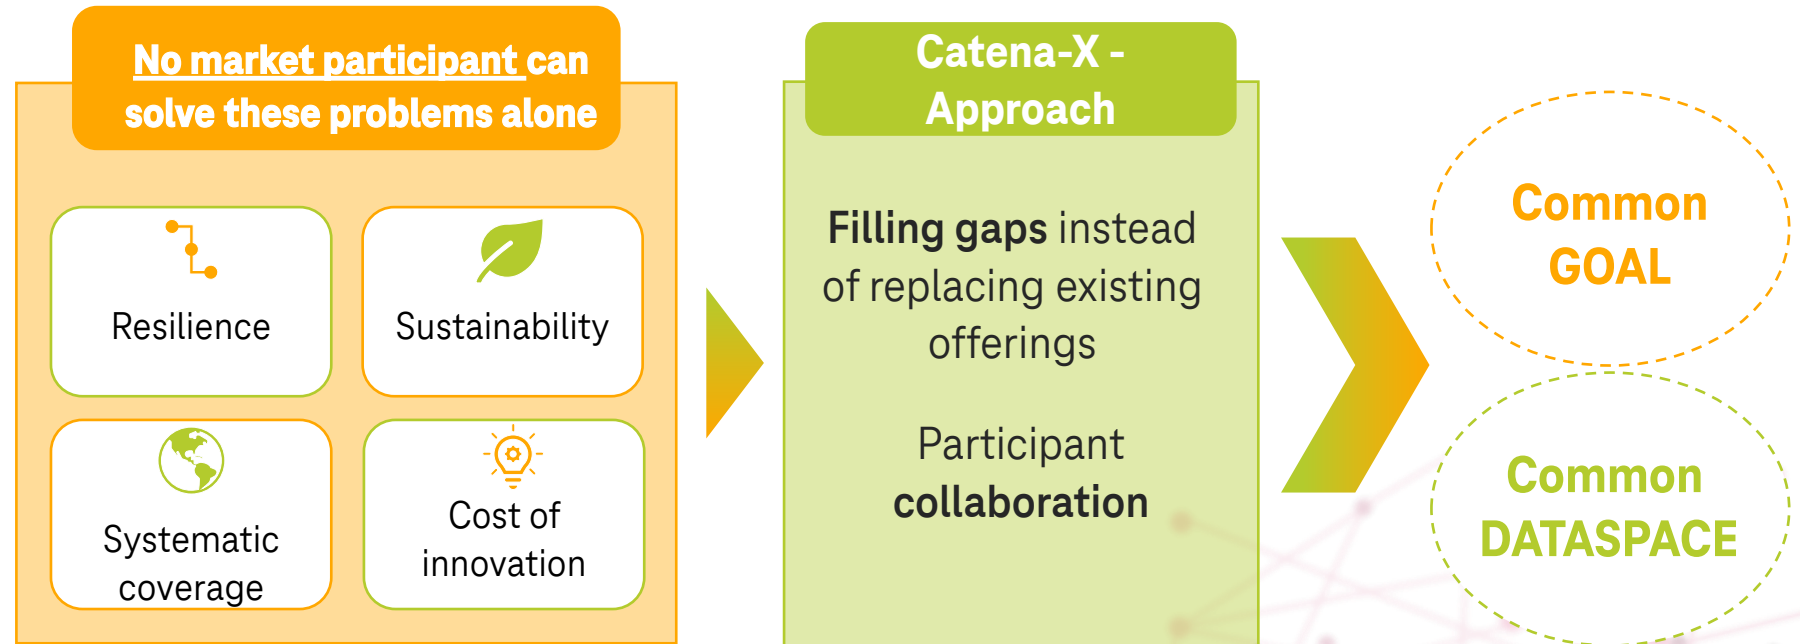 No market participant can
solve these problems alone
Resilience
Sustainability
Systematic
coverage
Cost of
innovation
Catena-X -
Approach
Filling gaps instead
of replacing existing
offerings
Participant
collaboration
Common
GOAL
Common
DATASPACE